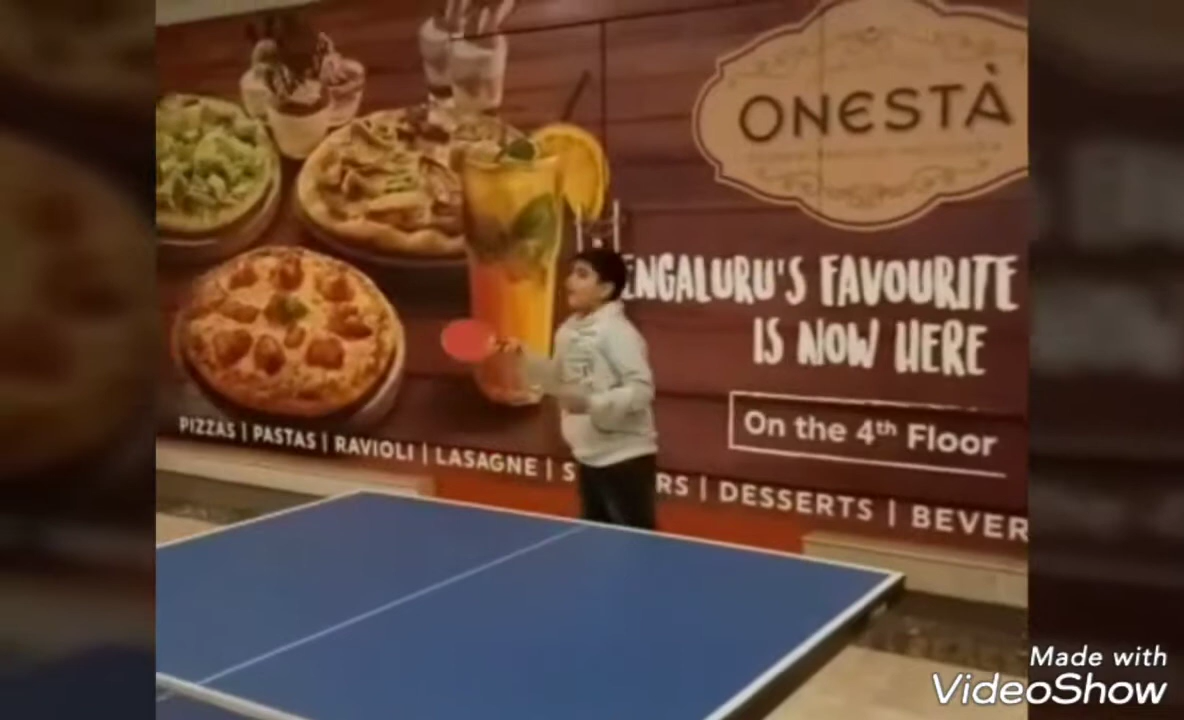 ONESTÀ
ENGALURU'S FAVOURITE
IS NOW HERE
On the 4th Floor
PIZZAS | PASTAS | RAVIOLI | LASAGNE | S RS | DESSERTS | BEVER
Made with
VideoShow